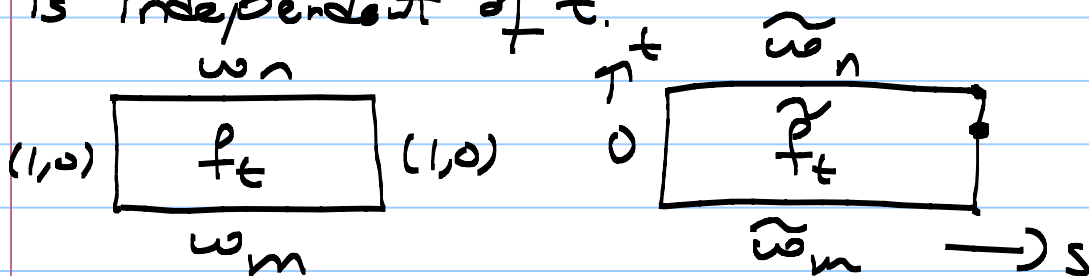 is independent of t.
ωₙ ↑t ω̃ₙ
(1,0) fₜ (1,0) 0 f̃ₜ
ωₘ ω̃ₘ → s